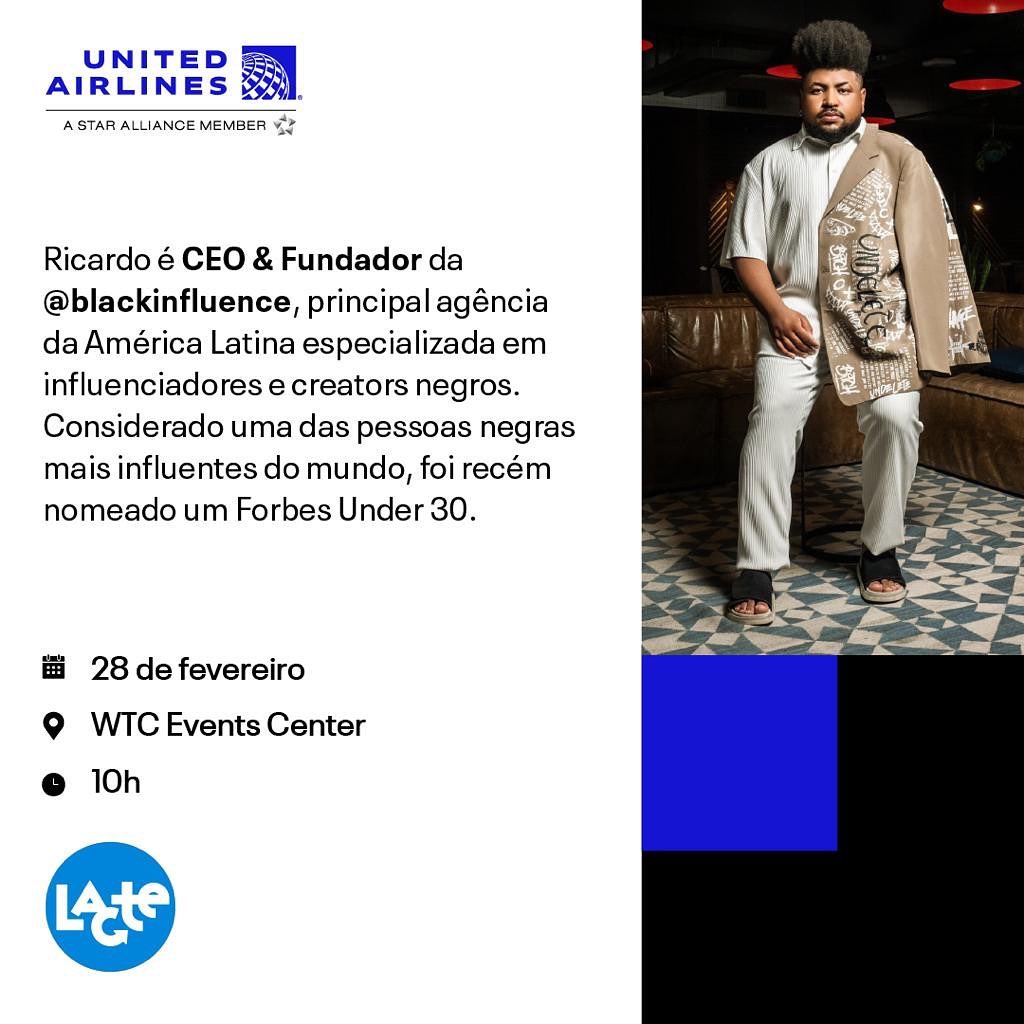 UNITED
AIRLINES
A STAR ALLIANCE MEMBER
Ricardo é CEO & Fundador da
@blackinfluence, principal agência
da América Latina especializada em
influenciadores e creators negros.
Considerado uma das pessoas negras
mais influentes do mundo, foi recém
nomeado um Forbes Under 30.
28 de fevereiro
WTC Events Center
10h
LAGte
UNDELETE